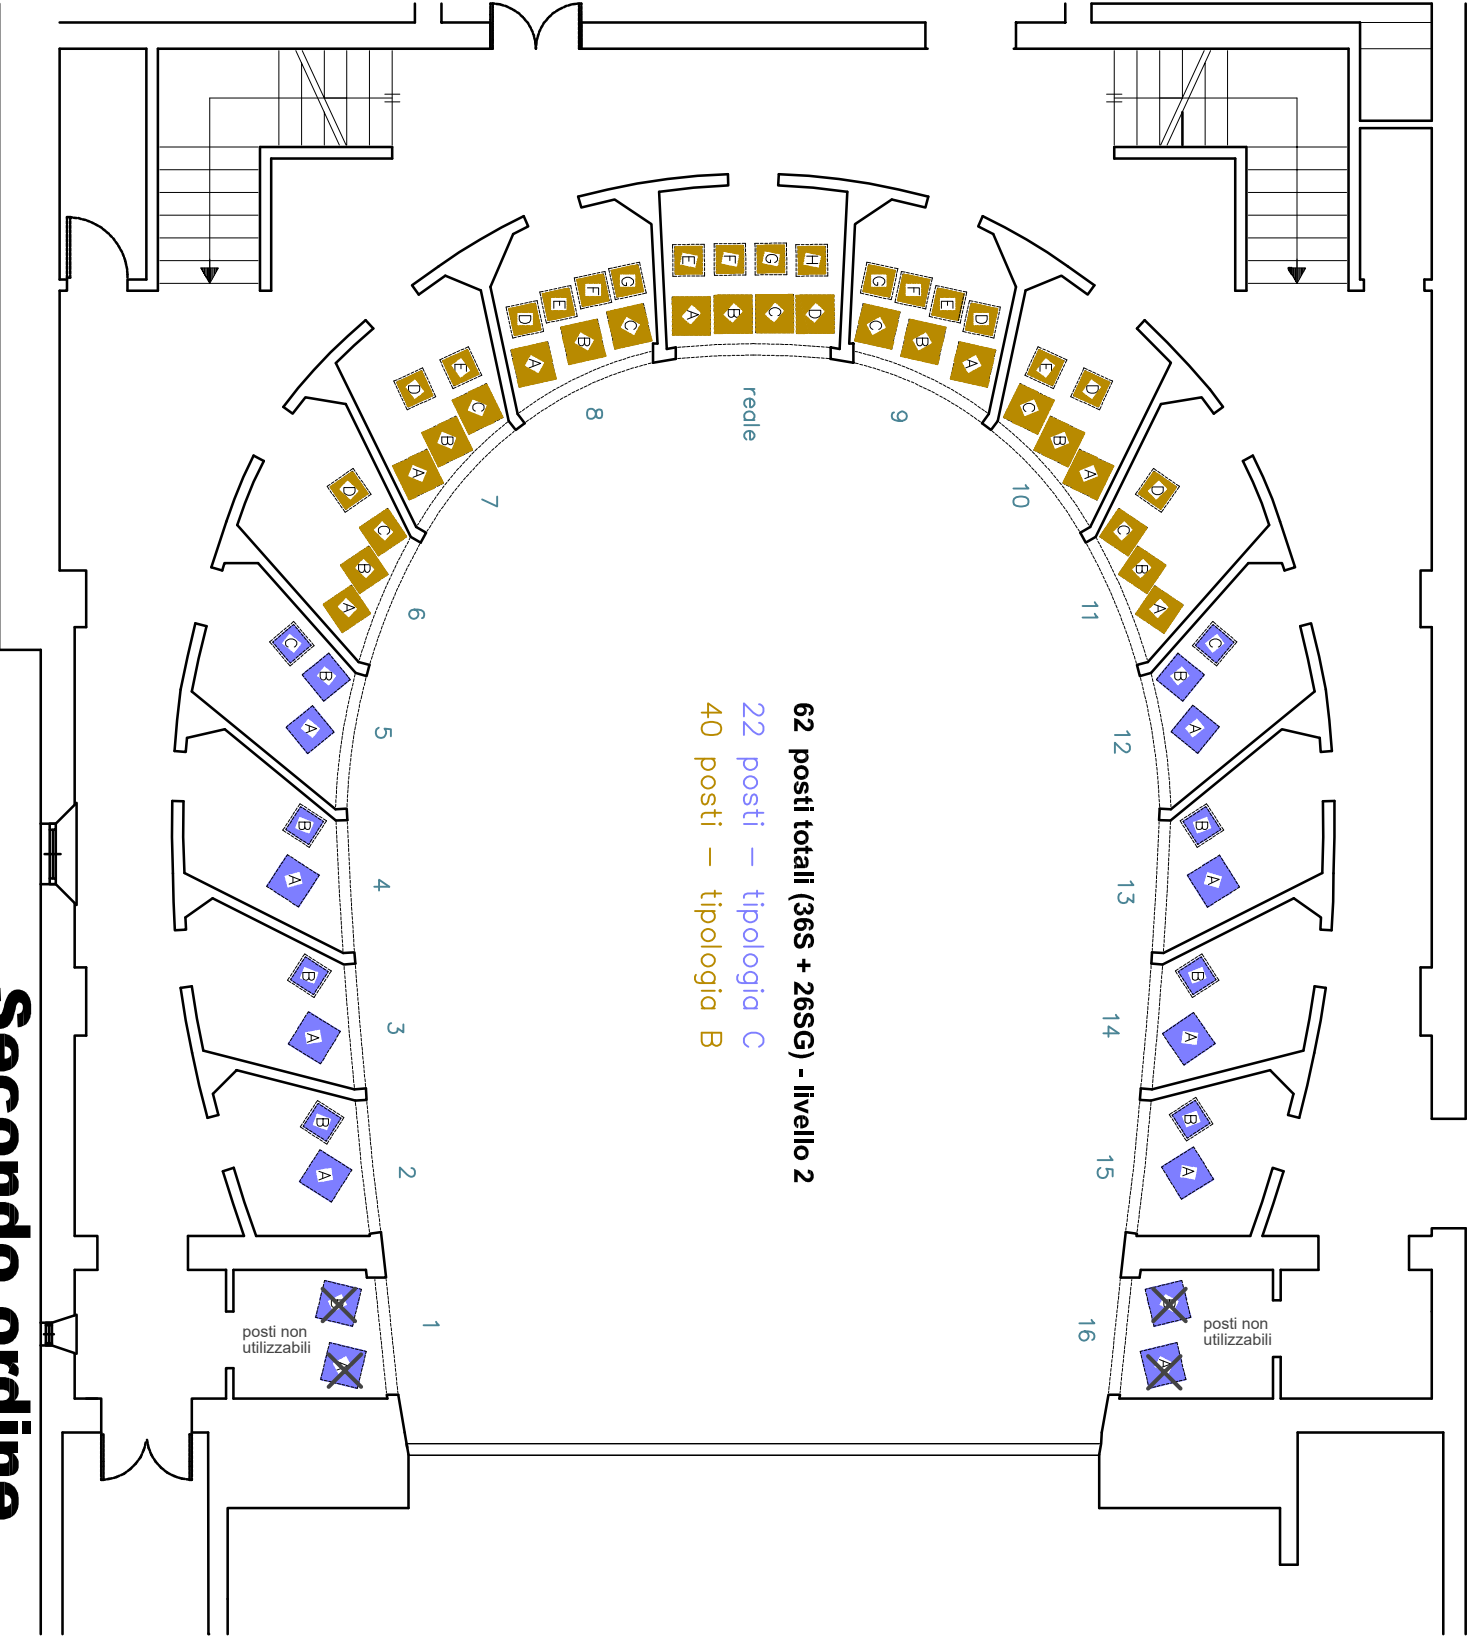 Secondo ordine
62 posti totali (36S + 26SG) - livello 2
22 posti – tipologia C
40 posti – tipologia B
reale
E F G H
A B C D
8
D E F G
A B C
9
G F E D
C B A
7
D E
A B C
10
E D
C B A
6
D
A B C
11
D
C B A
5
C B A
12
C B A
4
B A
13
B A
3
B A
14
B A
2
B A
15
B A
1
posti non
utilizzabili
16
A
posti non
utilizzabili